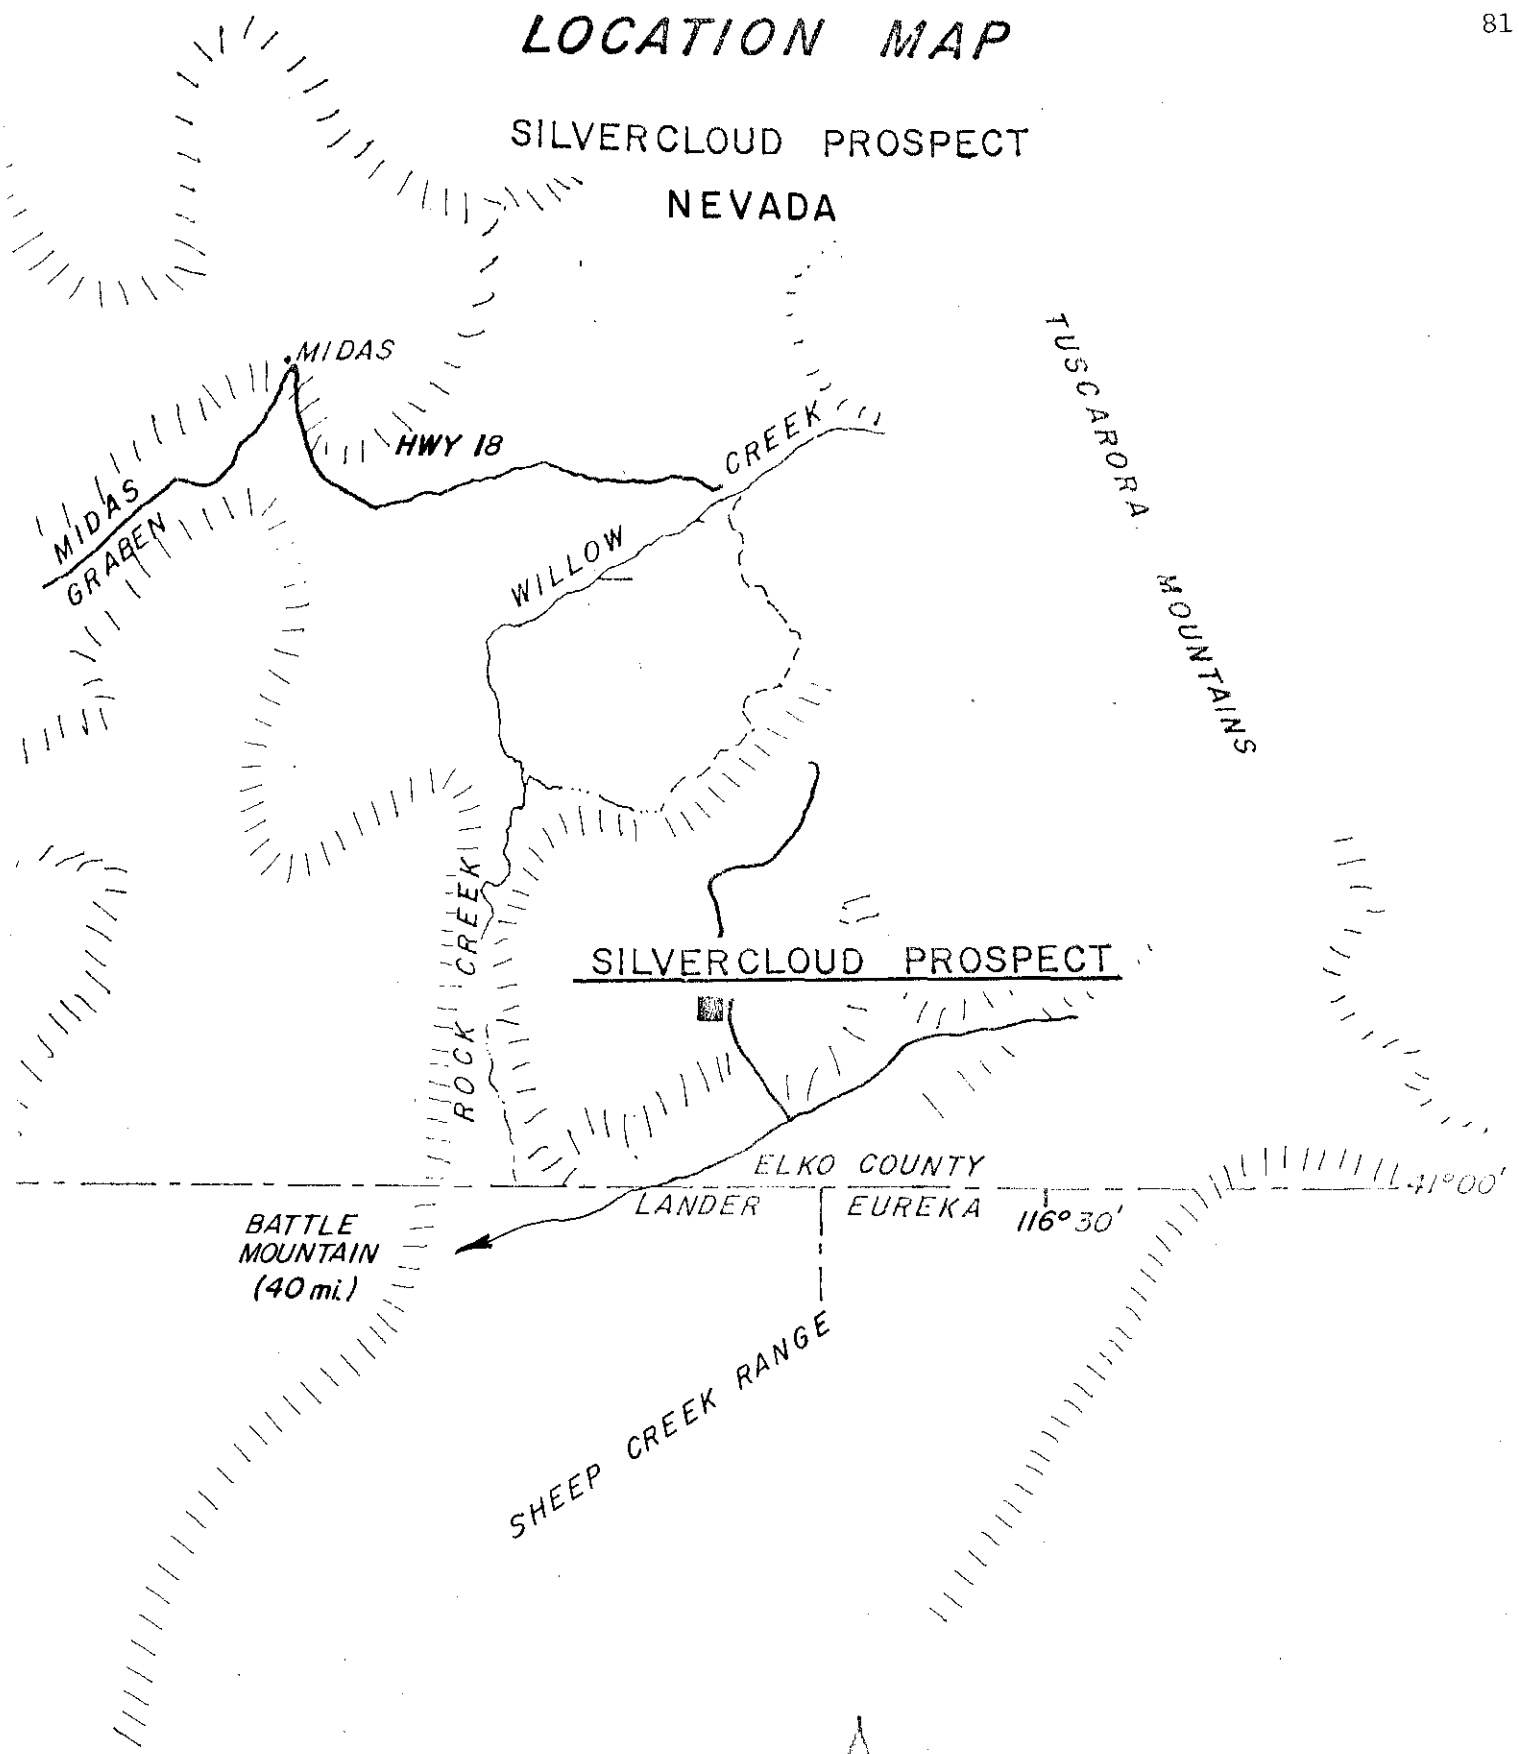 81
LOCATION MAP
SILVERCLOUD PROSPECT
NEVADA
TUSCARORA MOUNTAINS
MIDAS
HWY 18
WILLOW CREEK
MIDAS
GRABEN
ROCK CREEK
SILVERCLOUD PROSPECT
ELKO COUNTY
LANDER
EUREKA
116° 30'
41°00'
BATTLE
MOUNTAIN
(40 mi.)
SHEEP CREEK RANGE